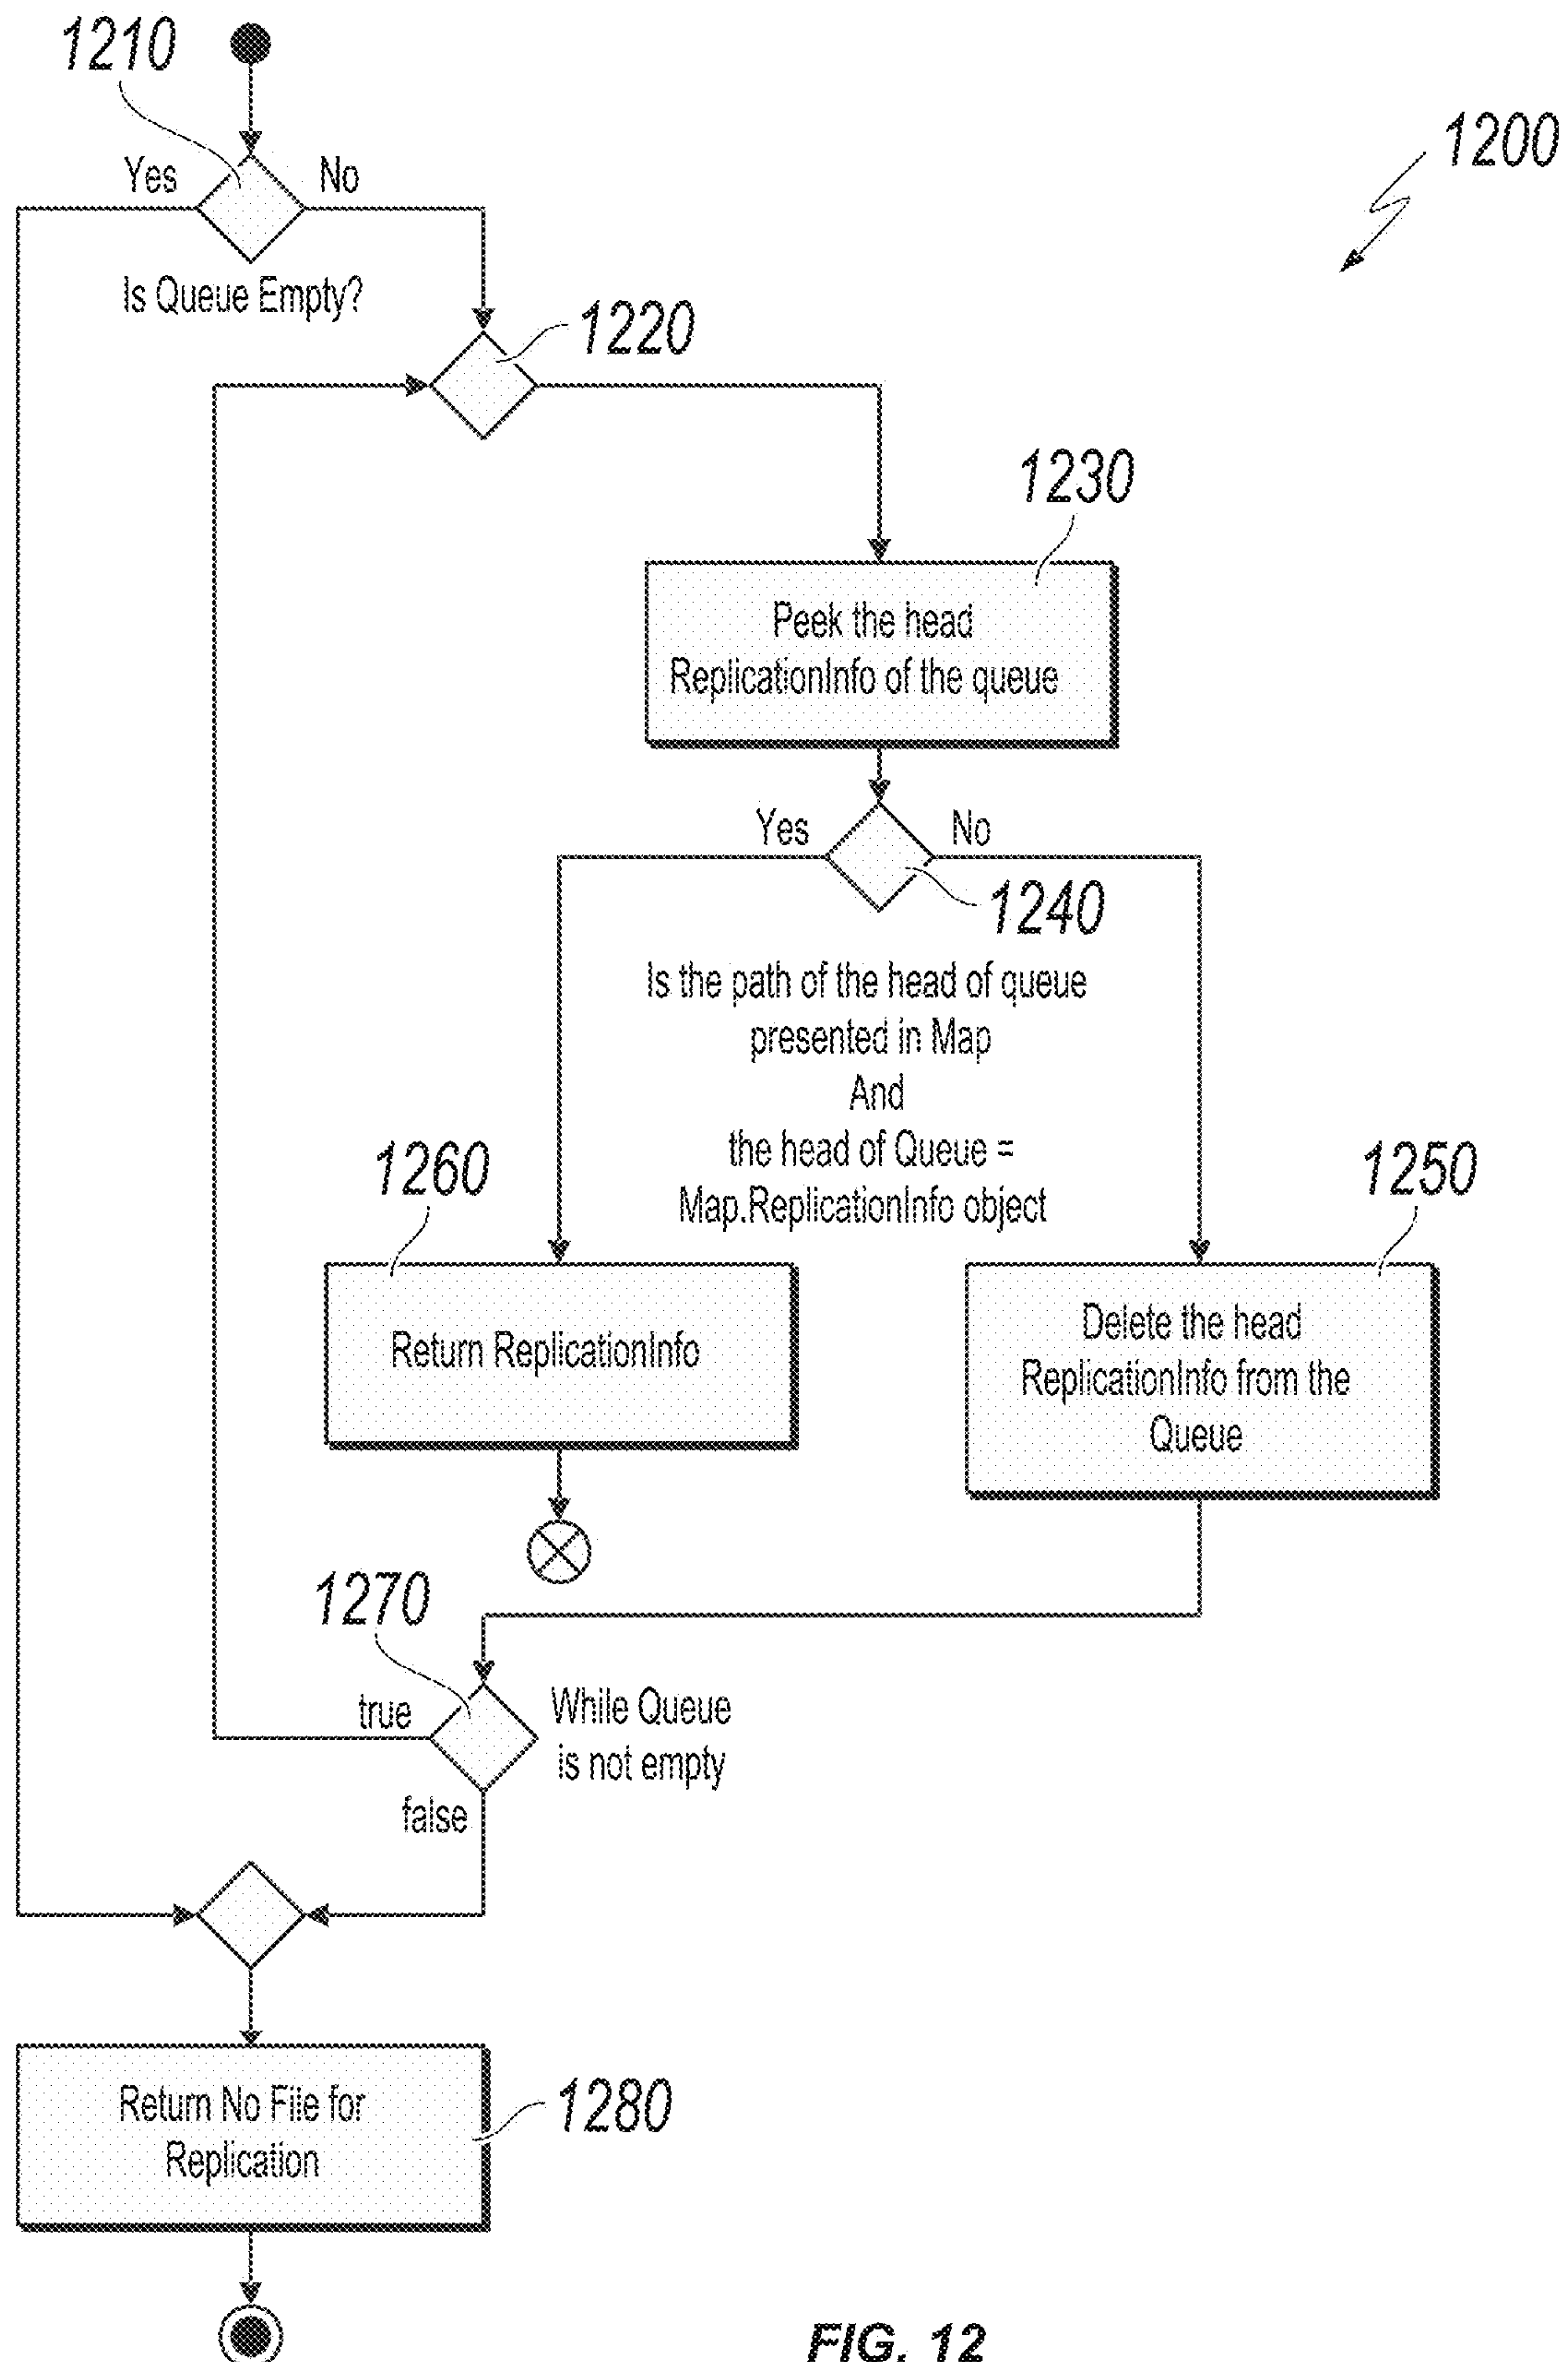 1210
1200
Yes
No
Is Queue Empty?
1220
1230
Peek the head
ReplicationInfo of the queue
Yes
No
1240
Is the path of the head of queue
presented in Map
And
the head of Queue =
Map.ReplicationInfo object
1260
1250
Return ReplicationInfo
Delete the head
ReplicationInfo from the
Queue
1270
true
While Queue
is not empty
false
Return No File for
Replication
1280
FIG. 12